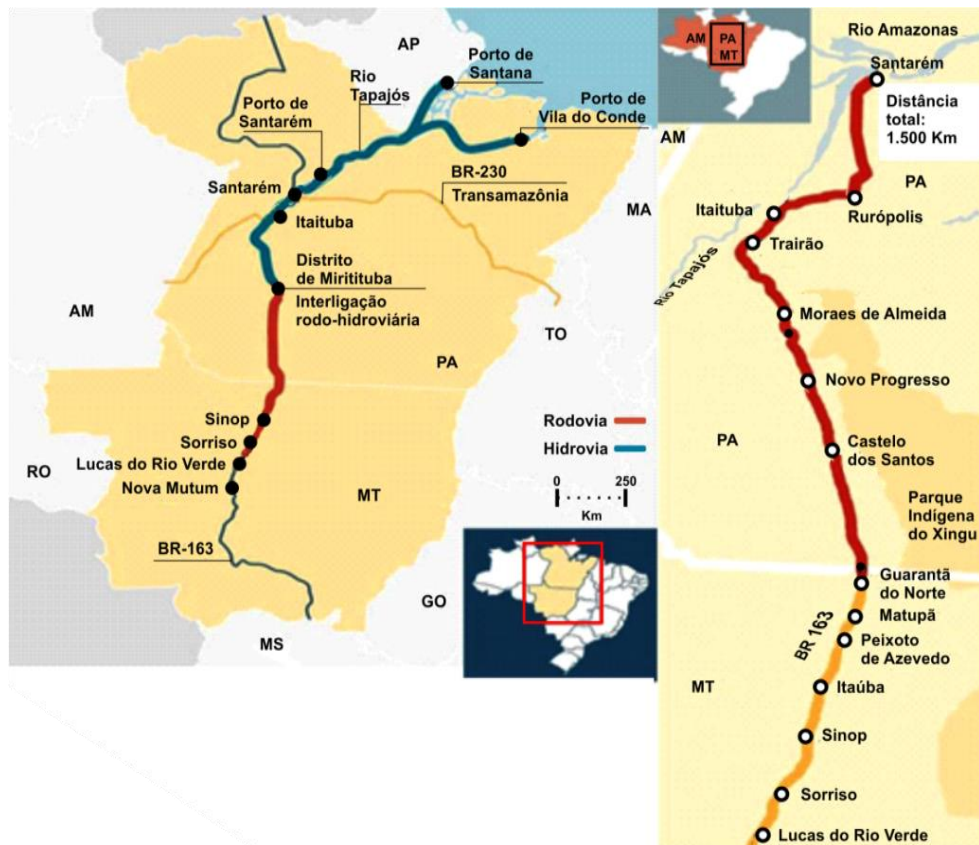 AP
Porto de
Santana
Rio
Tapajós
Porto de
Santarém
Porto de
Vila do Conde
BR-230
Transamazônia
Santarém
Itaituba
MA
Distrito
de Miritituba
Interligação
rodo-hidroviária
AM
TO
PA
Sinop
Sorriso
Lucas do Rio Verde
Nova Mutum
RO
MT
BR-163
Rodovia
Hidrovia
0
250
Km
GO
MS
AM
PA
MT
Rio Amazonas
Santarém
Distância
total:
1.500 Km
AM
PA
Itaituba
Rurópolis
Trairão
Rio Tapajós
Moraes de Almeida
Novo Progresso
PA
Castelo
dos Santos
Parque
Indígena
do Xingu
Guarantã
do Norte
Matupã
BR 163
Peixoto
de Azevedo
MT
Itaúba
Sinop
Sorriso
Lucas do Rio Verde